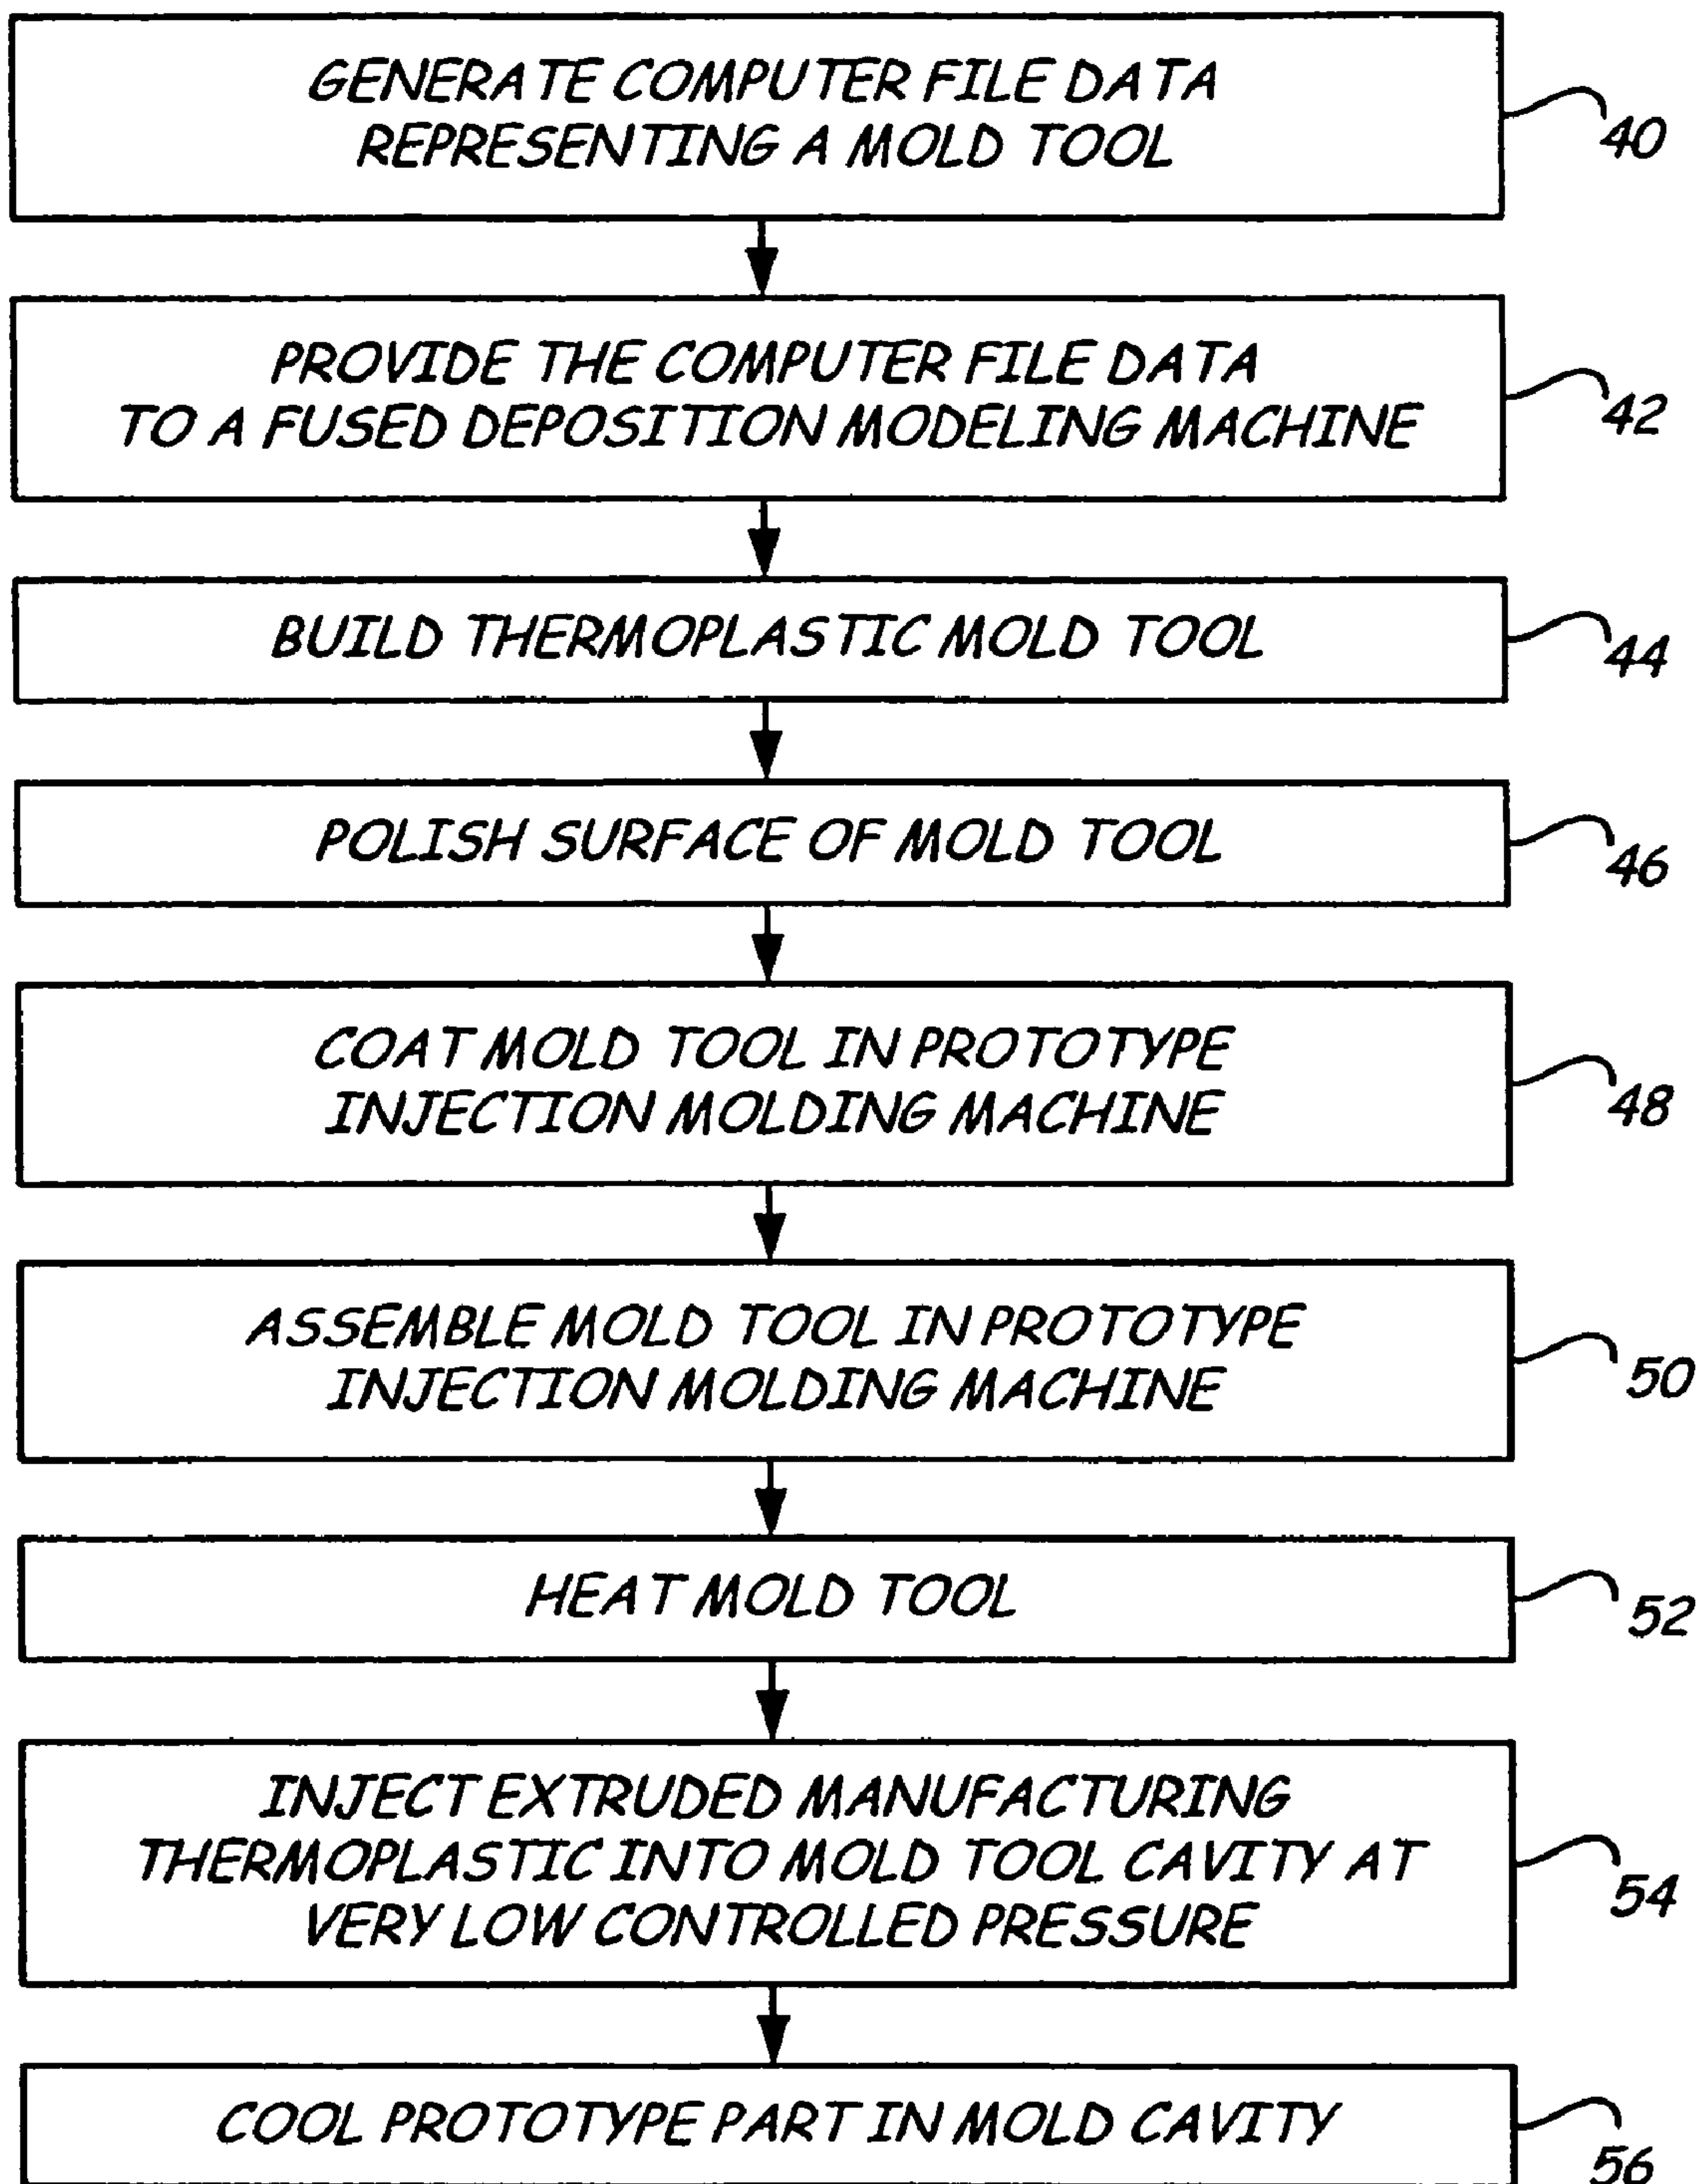 GENERATE COMPUTER FILE DATA
REPRESENTING A MOLD TOOL
40
PROVIDE THE COMPUTER FILE DATA
TO A FUSED DEPOSITION MODELING MACHINE
42
BUILD THERMOPLASTIC MOLD TOOL
44
POLISH SURFACE OF MOLD TOOL
46
COAT MOLD TOOL IN PROTOTYPE
INJECTION MOLDING MACHINE
48
ASSEMBLE MOLD TOOL IN PROTOTYPE
INJECTION MOLDING MACHINE
50
HEAT MOLD TOOL
52
INJECT EXTRUDED MANUFACTURING
THERMOPLASTIC INTO MOLD TOOL CAVITY AT
VERY LOW CONTROLLED PRESSURE
54
COOL PROTOTYPE PART IN MOLD CAVITY
56